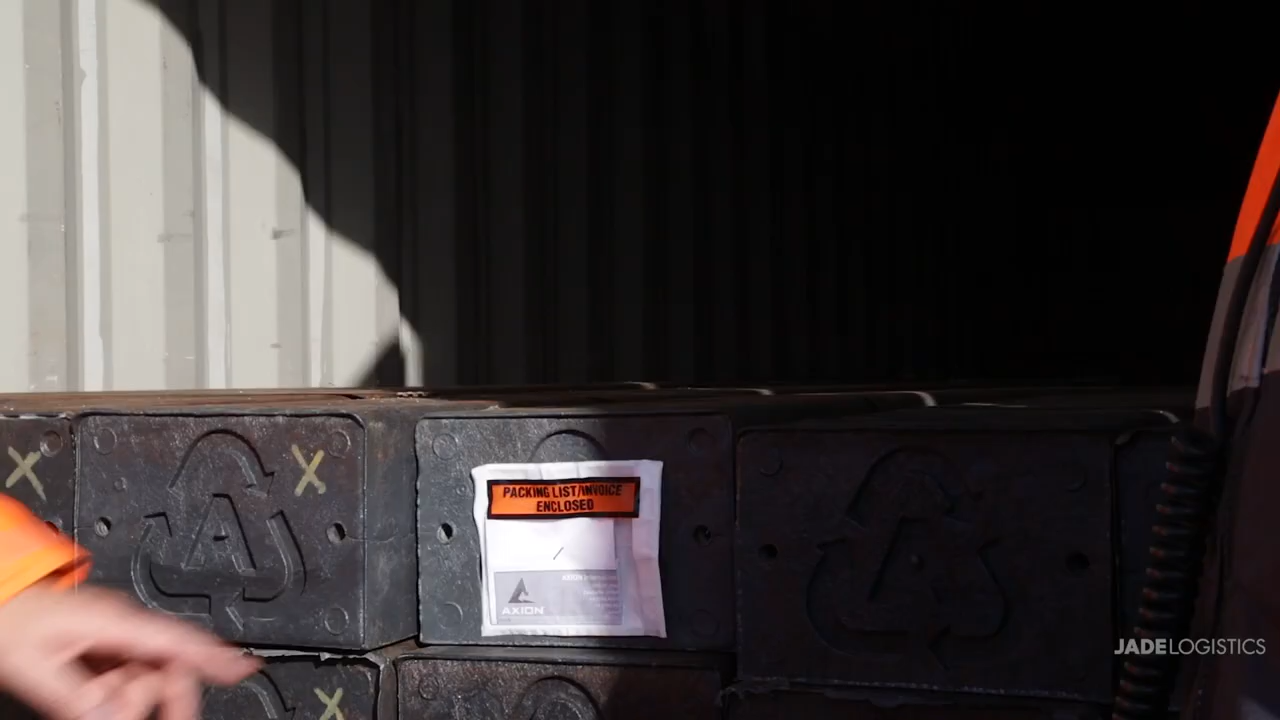 X
X
A
PACKING LIST/INVOICE
ENCLOSED
AXION
JADELOGISTICS
X